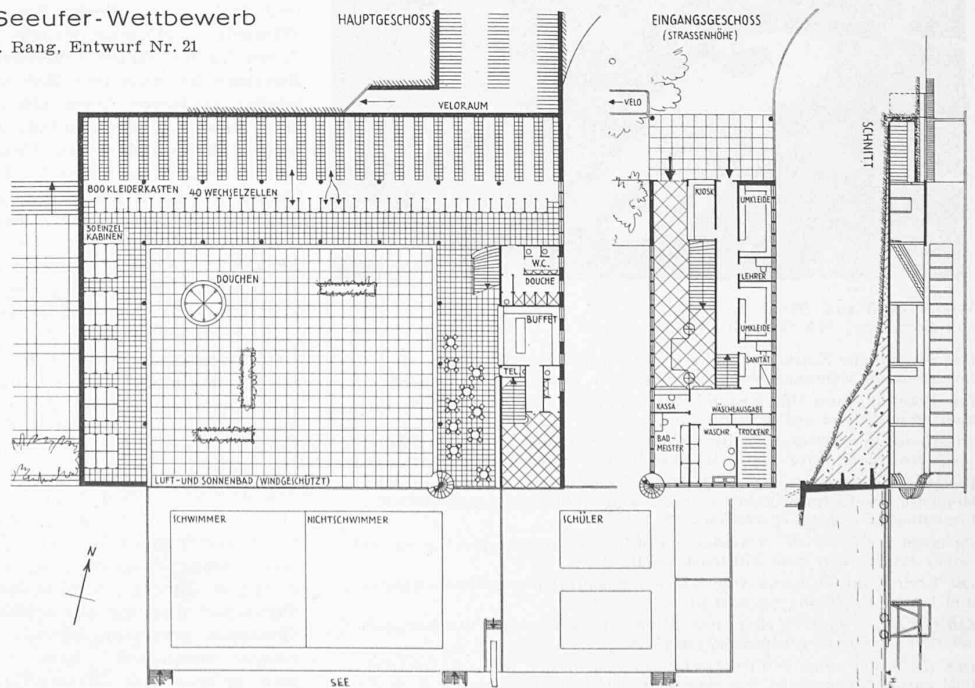 Seeufer-Wettbewerb
. Rang, Entwurf Nr. 21
HAUPTGESCHOSS
EINGANGSGESCHOSS
(STRASSENHÖHE)
VELORAUM
VELO
SCHNITT
800 KLEIDERKASTEN
40 WECHSELZELLEN
30 EINZEL
KABINEN
DOUCHEN
W.C.
DOUCHE
BUFFET
TEL.
KIOSK
UMKLEIDE
LEHRER
UMKLEIDE
SANITÄT
KASSA
WÄSCHEAUSGABE
BAD-
MEISTER
WASCHR.
TROCKENR.
LUFT- UND SONNENBAD (WINDGESCHÜTZT)
SCHWIMMER
NICHTSCHWIMMER
SCHÜLER
N
SEE